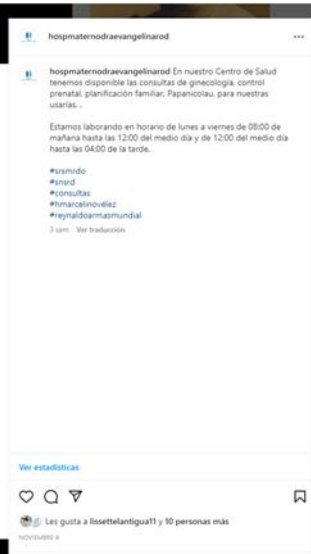 hospmaternodraevangelinarod
hospmaternodraevangelinarod En nuestro Centro de Salud
tenemos disponible las consultas de ginecología, control
prenatal, planificación familiar, Papanicolau, para nuestras
usarías, .
Estamos laborando en horario de lunes a viernes de 08:00 de
mañana hasta las 12:00 del medio día y de 12:00 del medio día
hasta las 04:00 de la tarde.
#srsmrdo
#snsrd
#consultas
#hmarcelinovélez
#reynaldoarmasmundial
3 sem Ver traducción
Ver estadísticas
Les gusta a lissettelantigua11 y 10 personas más
NOVIEMBRE 9